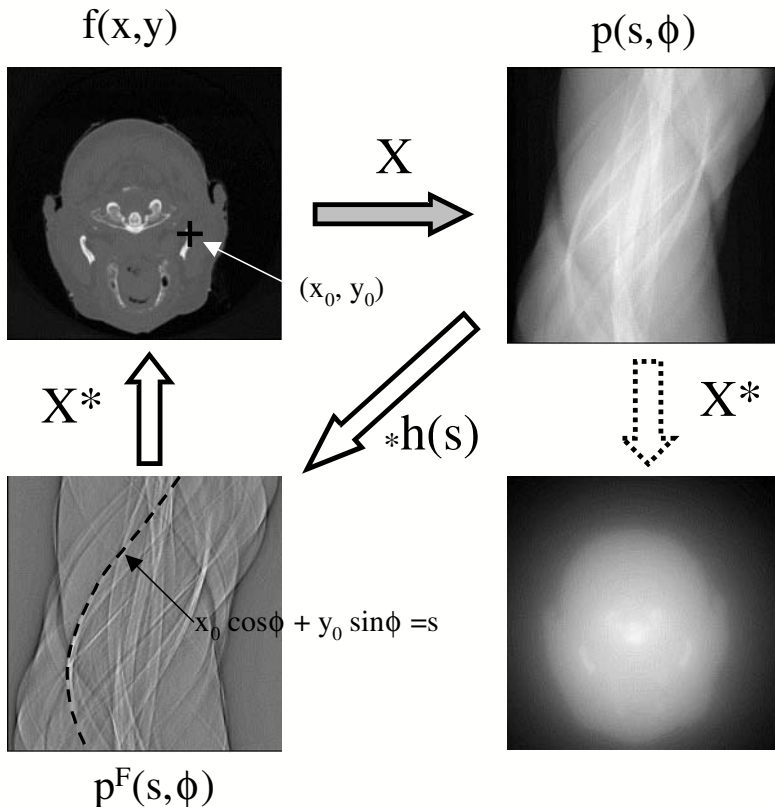 f(x,y)
p(s,ϕ)
X
(x₀, y₀)
X*
*h(s)
X*
x₀ cosϕ + y₀ sinϕ =s
pᶠ(s,ϕ)